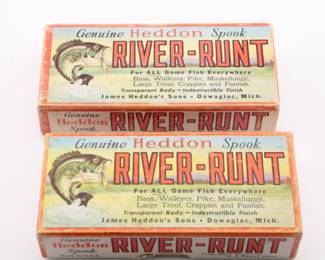 Genuine Heddon Spook
RIVER-RUNT
For ALL Game Fish Everywhere
Bass, Walleyes, Pike, Muskellunge,
Large Trout, Crappies and Panfish.
Transparent Body - Indestructible Finish
James Heddon's Sons - Dowagiac, Mich.
Genuine
Heddon
Spook
RIVER-RUNT
Genuine Heddon Spook
RIVER-RUNT
For ALL Game Fish Everywhere
Bass, Walleyes, Pike, Muskellunge,
Large Trout, Crappies and Panfish.
Transparent Body - Indestructible Finish
James Heddon's Sons - Dowagiac, Mich.
Genuine
Heddon
Spook
RIVER-RUNT